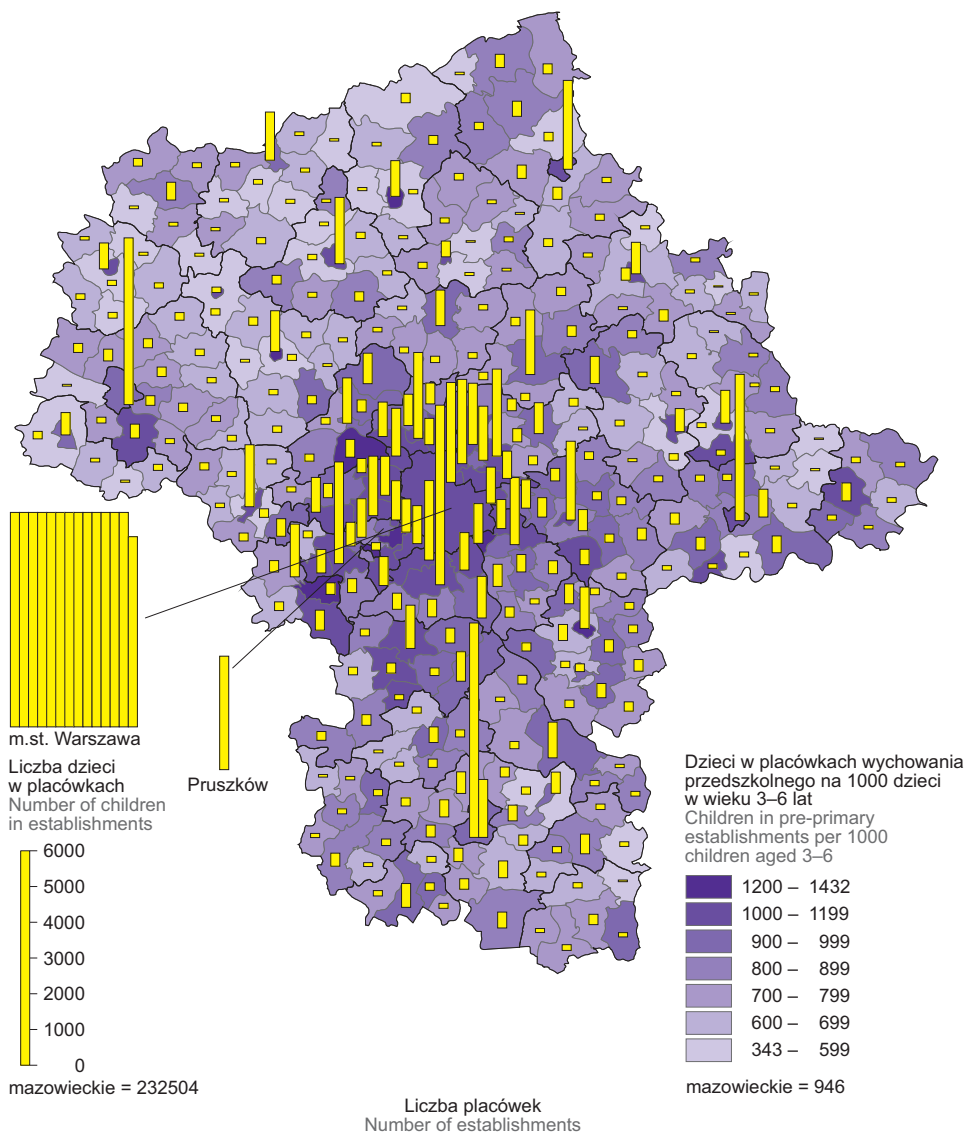 m.st. Warszawa
Liczba dzieci
w placówkach
Number of children
in establishments
6000
5000
4000
3000
2000
1000
0
mazowieckie = 232504
Pruszków
Dzieci w placówkach wychowania
przedszkolnego na 1000 dzieci
w wieku 3–6 lat
Children in pre-primary
establishments per 1000
children aged 3–6
1200 – 1432
1000 – 1199
900 – 999
800 – 899
700 – 799
600 – 699
343 – 599
mazowieckie = 946
Liczba placówek
Number of establishments